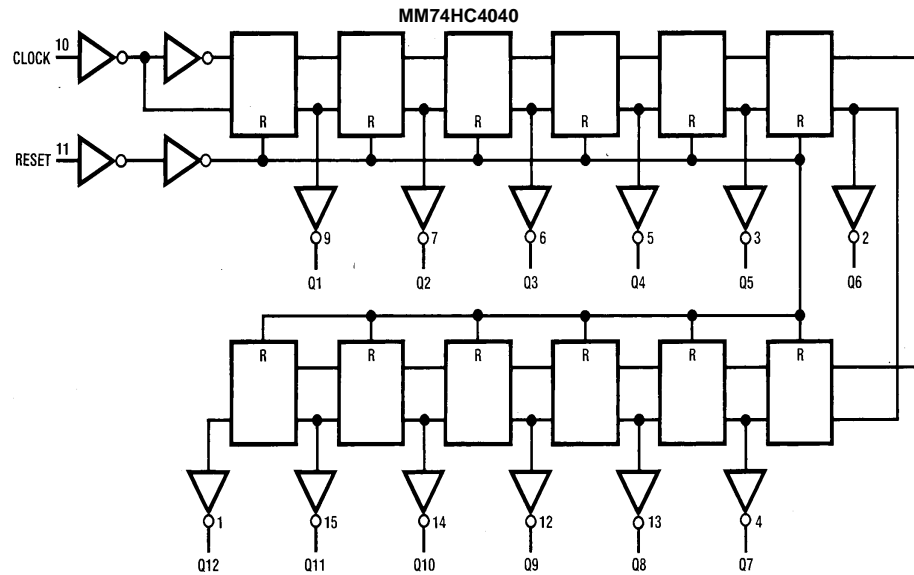 MM74HC4040
CLOCK 10
R R R R R R
RESET 11
9 7 6 5 3 2
Q1 Q2 Q3 Q4 Q5 Q6
R R R R R R
1 15 14 12 13 4
Q12 Q11 Q10 Q9 Q8 Q7